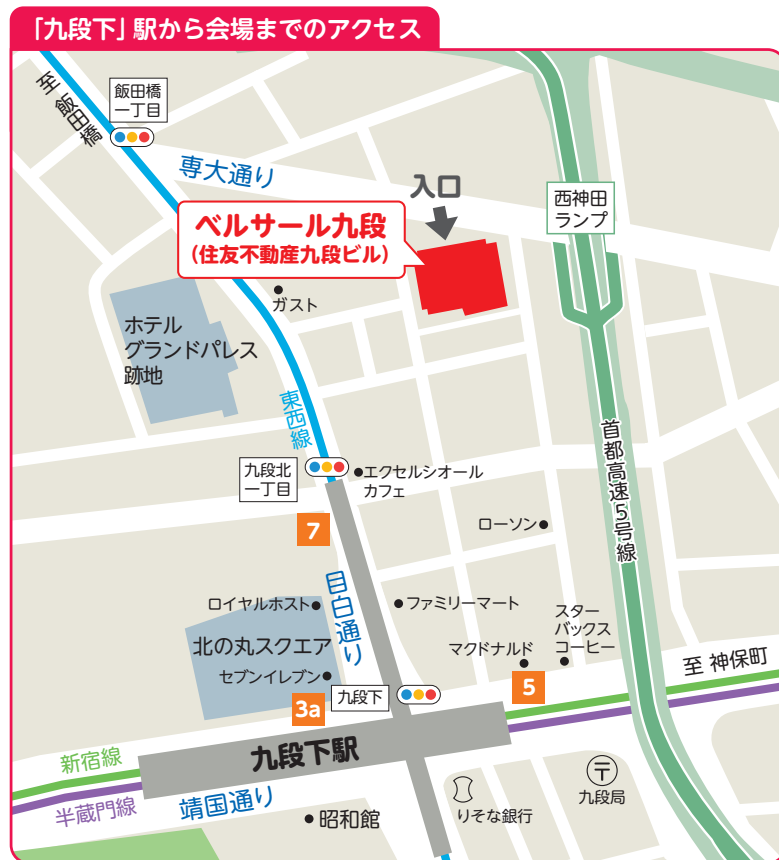 「九段下」駅から会場までのアクセス
至 飯田橋
飯田橋
一丁目
専大通り
入口
西神田
ランプ
ベルサール九段
(住友不動産九段ビル)
ガスト
ホテル
グランドパレス
跡地
東西線
首都高速5号線
九段北
一丁目
エクセルシオール
カフェ
7
ローソン
目白通り
ロイヤルホスト
ファミリーマート
スター
バックス
コーヒー
北の丸スクエア
マクドナルド
セブンイレブン
至 神保町
3a
九段下
5
新宿線
九段下駅
半蔵門線
靖国通り
昭和館
りそな銀行
〒
九段局